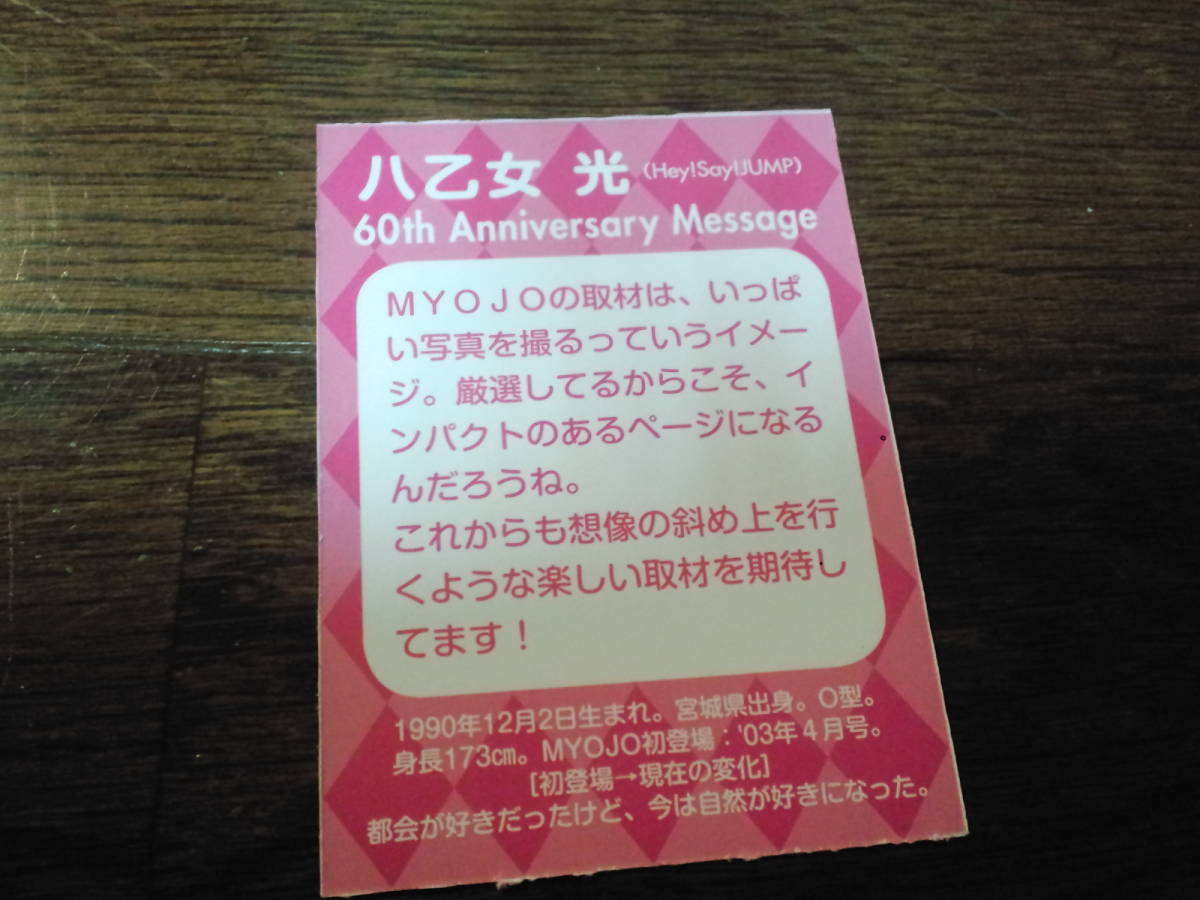 八乙女 光 (Hey!Say!JUMP)
60th Anniversary Message
MYOJOの取材は、いっぱ
い写真を撮るっていうイメー
ジ。厳選してるからこそ、イ
ンパクトのあるページになる
んだろうね。
これからも想像の斜め上を行
くような楽しい取材を期待し
てます！
1990年12月2日生まれ。宮城県出身。O型。
身長173cm。MYOJO初登場：'03年4月号。
[初登場→現在の変化]
都会が好きだったけど、今は自然が好きになった。